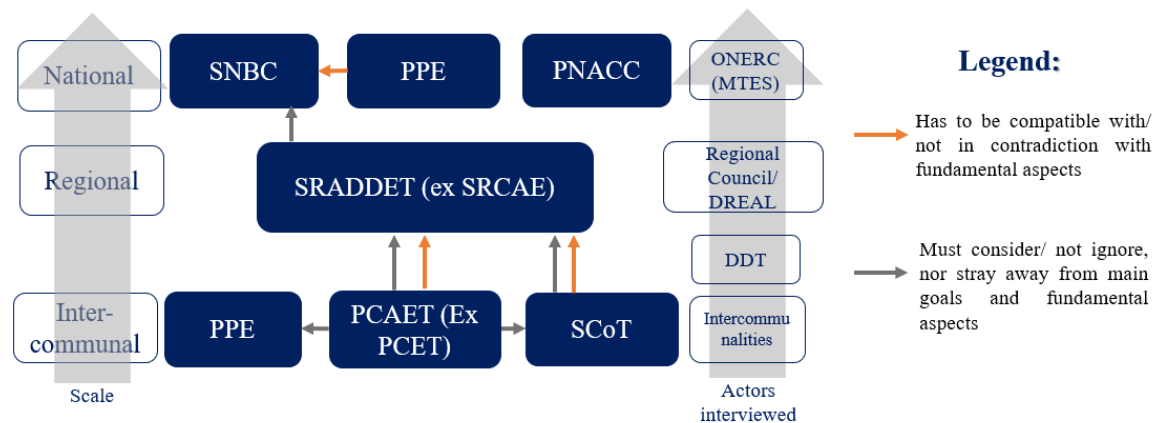 National
SNBC
PPE
PNACC
ONERC
(MTES)
Regional
SRADDET (ex SRCAE)
Regional
Council/
DREAL
DDT
Inter-
communal
PPE
PCAET (Ex
PCET)
SCoT
Intercommu
nalities
Scale
Actors
interviewed
Legend:
Has to be compatible with/
not in contradiction with
fundamental aspects
Must consider/ not ignore,
nor stray away from main
goals and fundamental
aspects